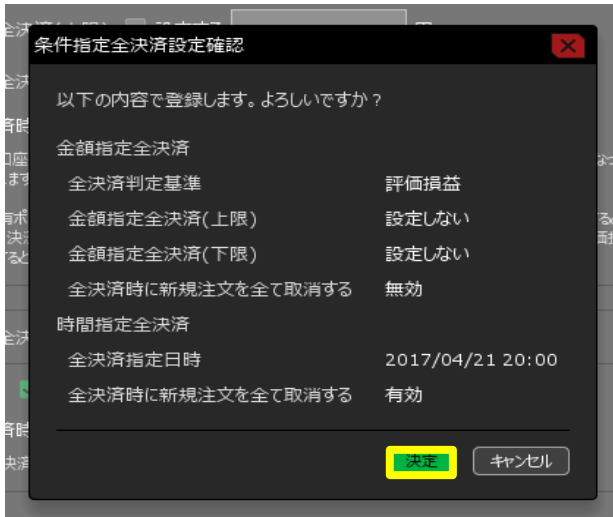 条件指定全決済設定確認
以下の内容で登録します。よろしいですか?
金額指定全決済
全決済判定基準 評価損益
金額指定全決済(上限) 設定しない
金額指定全決済(下限) 設定しない
全決済時に新規注文を全て取消する 無効
時間指定全決済
全決済指定日時 2017/04/21 20:00
全決済時に新規注文を全て取消する 有効
決定 キャンセル